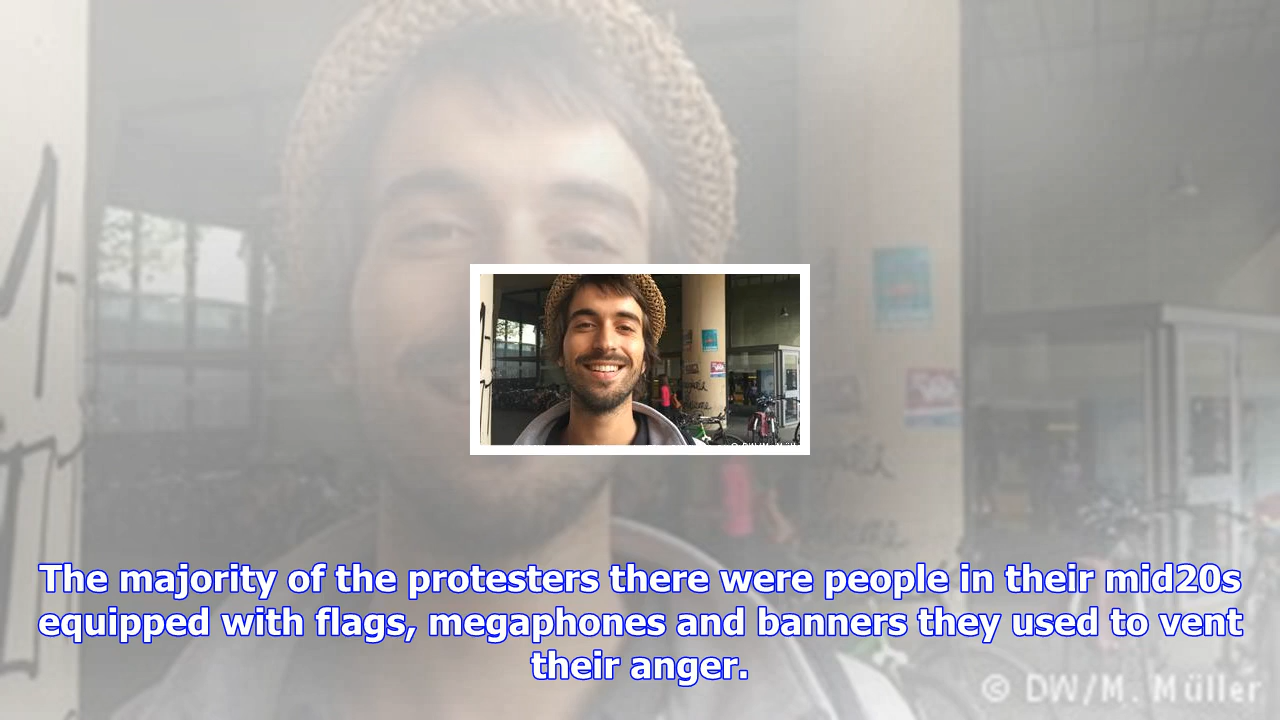 The majority of the protesters there were people in their mid20s
equipped with flags, megaphones and banners they used to vent
their anger.
© DW/M. Müller